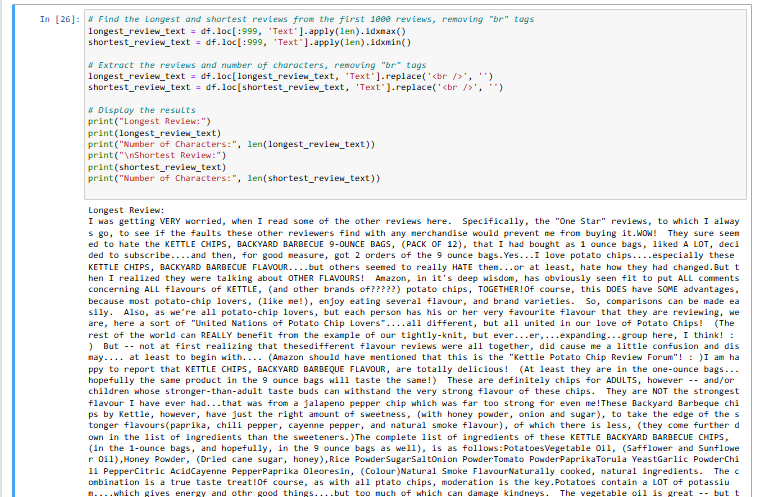 In [26]: # Find the longest and shortest reviews from the first 1000 reviews, removing "br" tags
longest_review_text = df.loc[:999, 'Text'].apply(len).idxmax()
shortest_review_text = df.loc[:999, 'Text'].apply(len).idxmin()
# Extract the reviews and number of characters, removing "br" tags
longest_review_text = df.loc[longest_review_text, 'Text'].replace('<br />', '')
shortest_review_text = df.loc[shortest_review_text, 'Text'].replace('<br />', '')
# Display the results
print("Longest Review:")
print(longest_review_text)
print("Number of Characters:", len(longest_review_text))
print("\nShortest Review:")
print(shortest_review_text)
print("Number of Characters:", len(shortest_review_text))
Longest Review:
I was getting VERY worried, when I read some of the other reviews here.  Specifically, the "One Star" reviews, to which I alway
s go, to see if the faults these other reviewers find with any merchandise would prevent me from buying it.WOW!  They sure seem
ed to hate the KETTLE CHIPS, BACKYARD BARBECUE 9-OUNCE BAGS, (PACK OF 12), that I had bought as 1 ounce bags, liked A LOT, deci
ded to subscribe....and then, for good measure, got 2 orders of the 9 ounce bags.Yes...I love potato chips....especially these
KETTLE CHIPS, BACKYARD BARBECUE FLAVOUR....but others seemed to really HATE them...or at least, hate how they had changed.But t
hen I realized they were talking about OTHER FLAVOURS!  Amazon, in it's deep wisdom, has obviously seen fit to put ALL comments
concerning ALL flavours of KETTLE, (and other brands of?????) potato chips, TOGETHER!Of course, this DOES have SOME advantages,
because most potato-chip lovers, (like me!), enjoy eating several flavour, and brand varieties.  So, comparisons can be made ea
sily.  Also, as we're all potato-chip lovers, but each person has his or her very favourite flavour that they are reviewing, we
are, here a sort of "United Nations of Potato Chip Lovers"....all different, but all united in our love of Potato Chips!  (The
rest of the world can REALLY benefit from the example of our tightly-knit, but ever...er,...expanding...group here, I think! :
)  But -- not at first realizing that thesedifferent flavour reviews were all together, did cause me a little confusion and dis
may.... at least to begin with.... (Amazon should have mentioned that this is the "Kettle Potato Chip Review Forum"! : )I am ha
ppy to report that KETTLE CHIPS, BACKYARD BARBEQUE FLAVOUR, are totally delicious!  (At least they are in the one-ounce bags...
hopefully the same product in the 9 ounce bags will taste the same!)  These are definitely chips for ADULTS, however -- and/or
children whose stronger-than-adult taste buds can withstand the very strong flavour of these chips.  They are NOT the strongest
flavour I have ever had...that was from a jalapeno pepper chip which was far too strong for even me!These Backyard Barbeque chi
ps by Kettle, however, have just the right amount of sweetness, (with honey powder, onion and sugar), to take the edge of the s
tonger flavours(paprika, chili pepper, cayenne pepper, and natural smoke flavour), of which there is less, (they come further d
own in the list of ingredients than the sweeteners.)The complete list of ingredients of these KETTLE BACKYARD BARBECUE CHIPS,
(in the 1-ounce bags, and hopefully, in the 9 ounce bags as well), is as follows:PotatoesVegetable Oil, (Safflower and Sunflowe
r Oil),Honey Powder, (Dried cane sugar, honey),Rice PowderSugarSaltOnion PowderTomato PowderPaprikaTorula YeastGarlic PowderChi
li PepperCitric AcidCayenne PepperPaprika Oleoresin, (Colour)Natural Smoke FlavourNaturally cooked, natural ingredients.  The c
ombination is a true taste treat!Of course, as with all ptato chips, moderation is the key.Potatoes contain a LOT of potassiu
m....which gives energy and othr good things....but too much of which can damage kindneys.  The vegetable oil is great -- but t